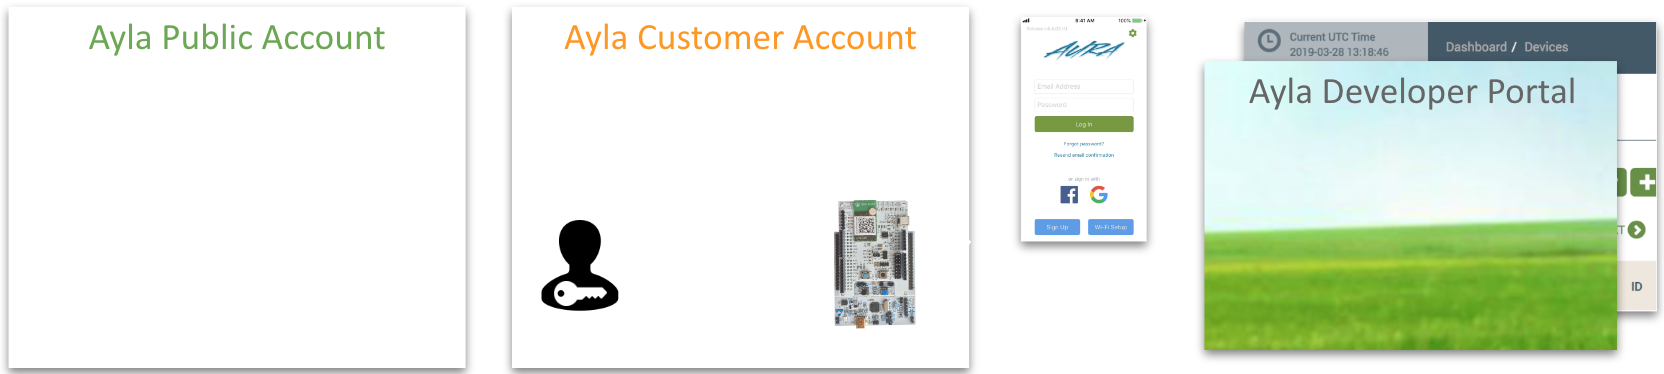 Ayla Public Account
Ayla Customer Account
9:41 AM
100%
AURA
Email Address
Password
Log In
Forgot password?
Resend email confirmation
or sign in with
Sign Up
Wi-Fi Setup
Current UTC Time
2019-03-28 13:18:46
Dashboard / Devices
Ayla Developer Portal
T
ID